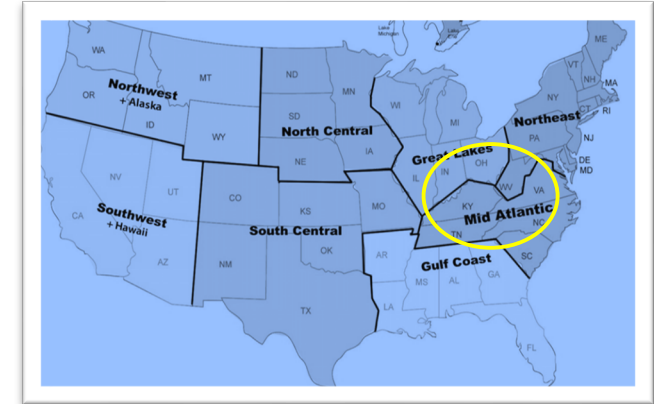 Lake
Michigan
Lake
WA
MT
ND
MN
ME
VT
NH
MA
OR
Northwest
+ Alaska
ID
WY
SD
North Central
NE
IA
WI
MI
Great Lakes
IL
IN
OH
NY
CT
RI
Northeast
PA
NJ
DE
MD
WV
VA
NV
UT
CA
Southwest
+ Hawaii
AZ
CO
KS
MO
South Central
NM
OK
TX
KY
Mid Atlantic
NC
TN
SC
AR
Gulf Coast
MS
AL
GA
LA
FL